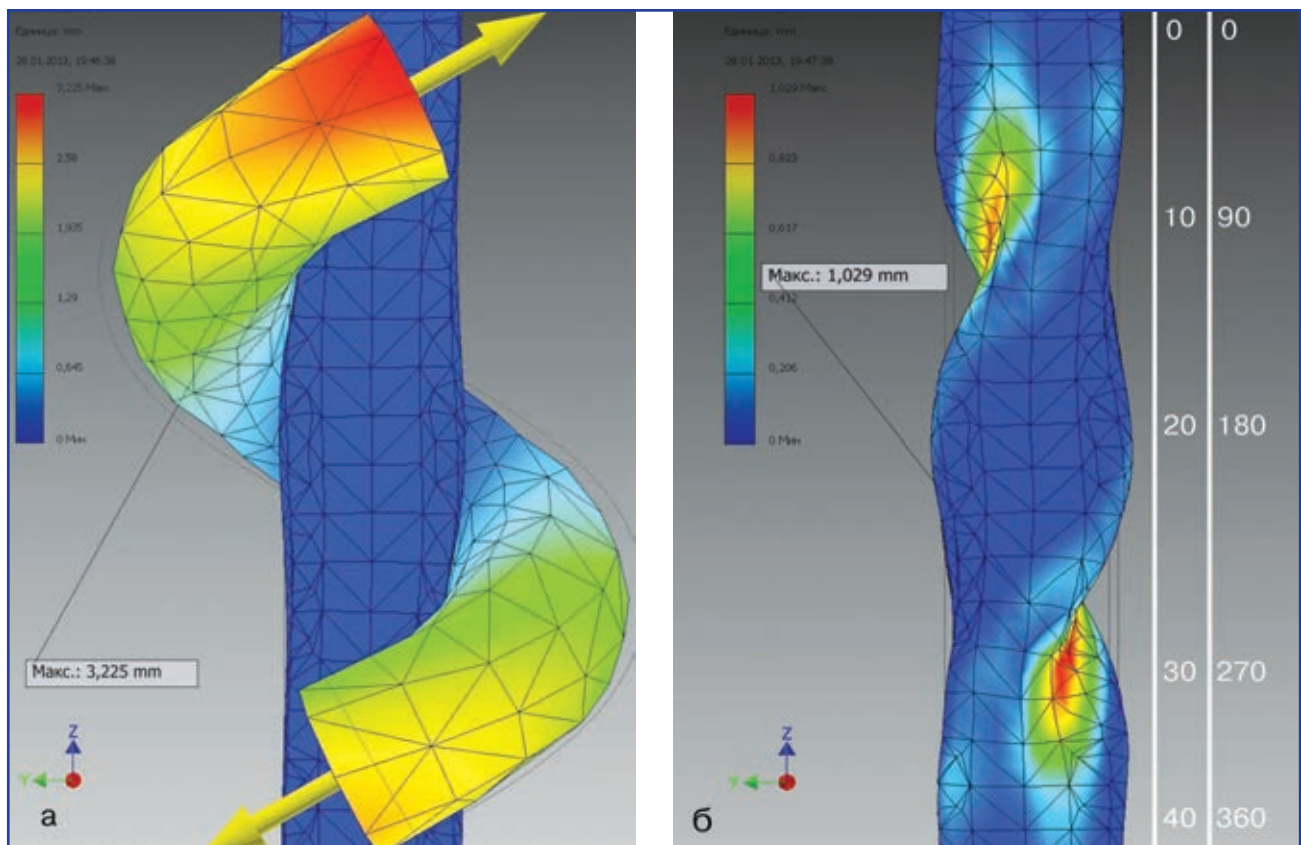 Единица: mm
28.01.2013, 19:46:38
3,225 Макс
2,58
1,935
1,29
0,645
0 Мин
Макс.: 3,225 mm
Z
Y
а
Единица: mm
28.01.2013, 19:47:38
1,029 Макс
0,823
0,617
0,412
0,206
0 Мин
Макс.: 1,029 mm
Z
Y
б
0 0
10 90
20 180
30 270
40 360